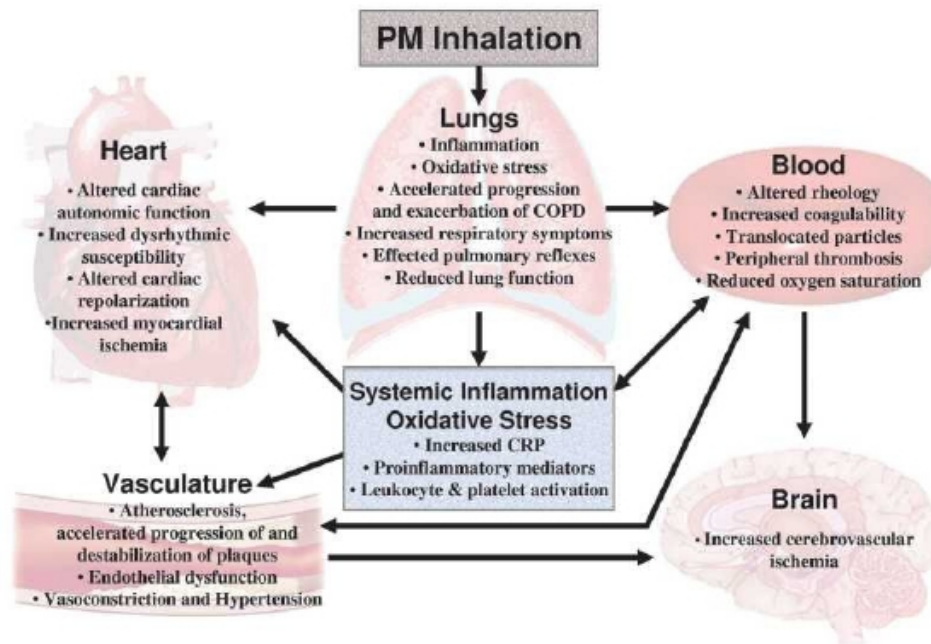 PM Inhalation
Lungs
• Inflammation
• Oxidative stress
• Accelerated progression
and exacerbation of COPD
• Increased respiratory symptoms
• Effected pulmonary reflexes
• Reduced lung function
Heart
• Altered cardiac
autonomic function
• Increased dysrhythmic
susceptibility
• Altered cardiac
repolarization
• Increased myocardial
ischemia
Blood
• Altered rheology
• Increased coagulability
• Translocated particles
• Peripheral thrombosis
• Reduced oxygen saturation
Systemic Inflammation
Oxidative Stress
• Increased CRP
• Proinflammatory mediators
• Leukocyte & platelet activation
Vasculature
• Atherosclerosis,
accelerated progression of and
destabilization of plaques
• Endothelial dysfunction
• Vasoconstriction and Hypertension
Brain
• Increased cerebrovascular
ischemia